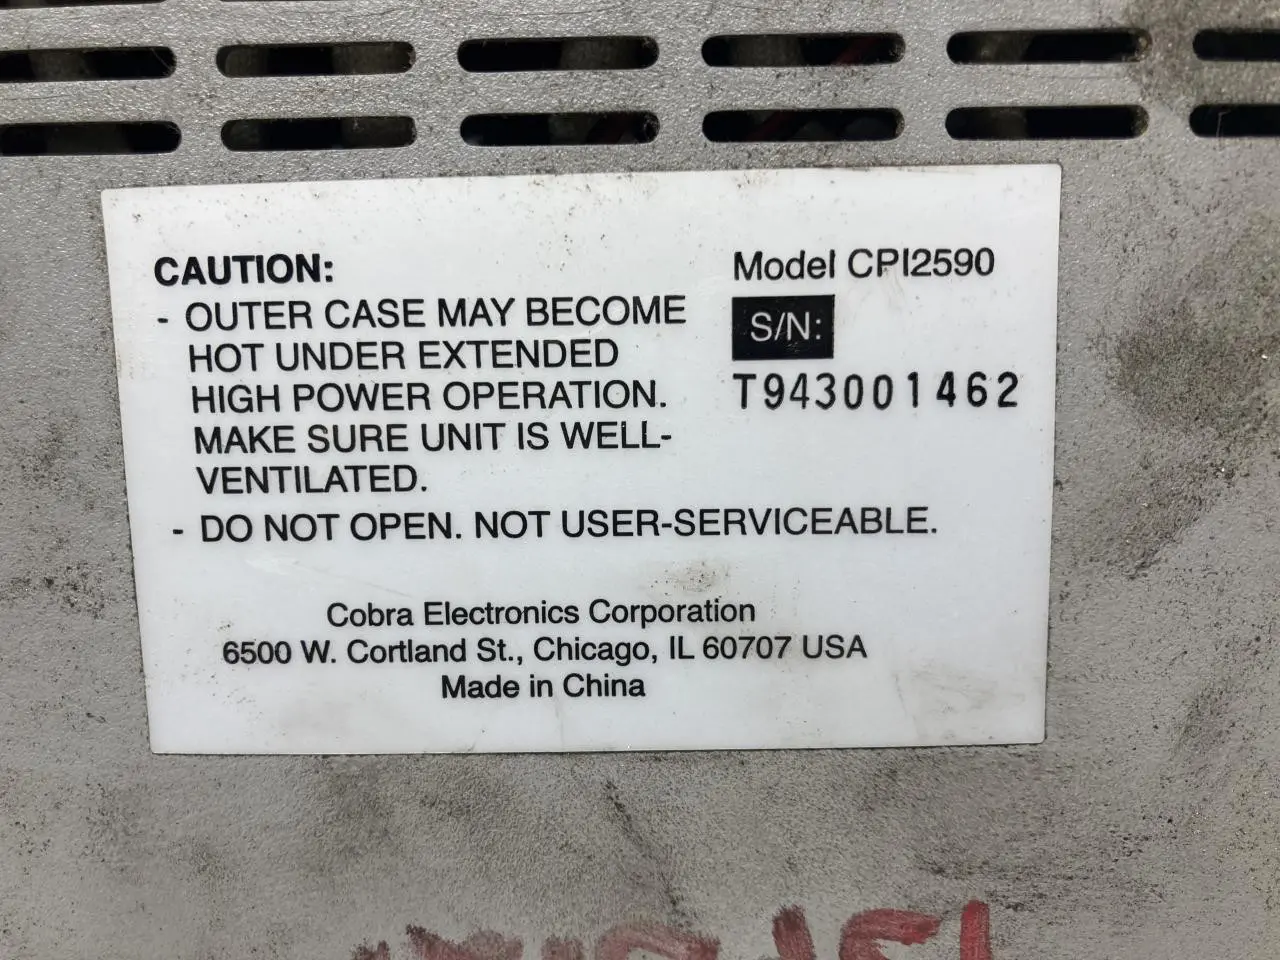 CAUTION:
- OUTER CASE MAY BECOME
HOT UNDER EXTENDED
HIGH POWER OPERATION.
MAKE SURE UNIT IS WELL-
VENTILATED.
- DO NOT OPEN. NOT USER-SERVICEABLE.
Model CPI2590
S/N:
T943001462
Cobra Electronics Corporation
6500 W. Cortland St., Chicago, IL 60707 USA
Made in China